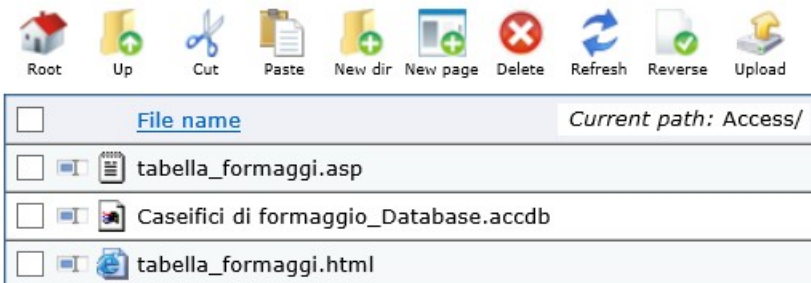 Root Up Cut Paste New dir New page Delete Refresh Reverse Upload
File name Current path: Access/
tabella_formaggi.asp
Caseifici di formaggio_Database.accdb
tabella_formaggi.html